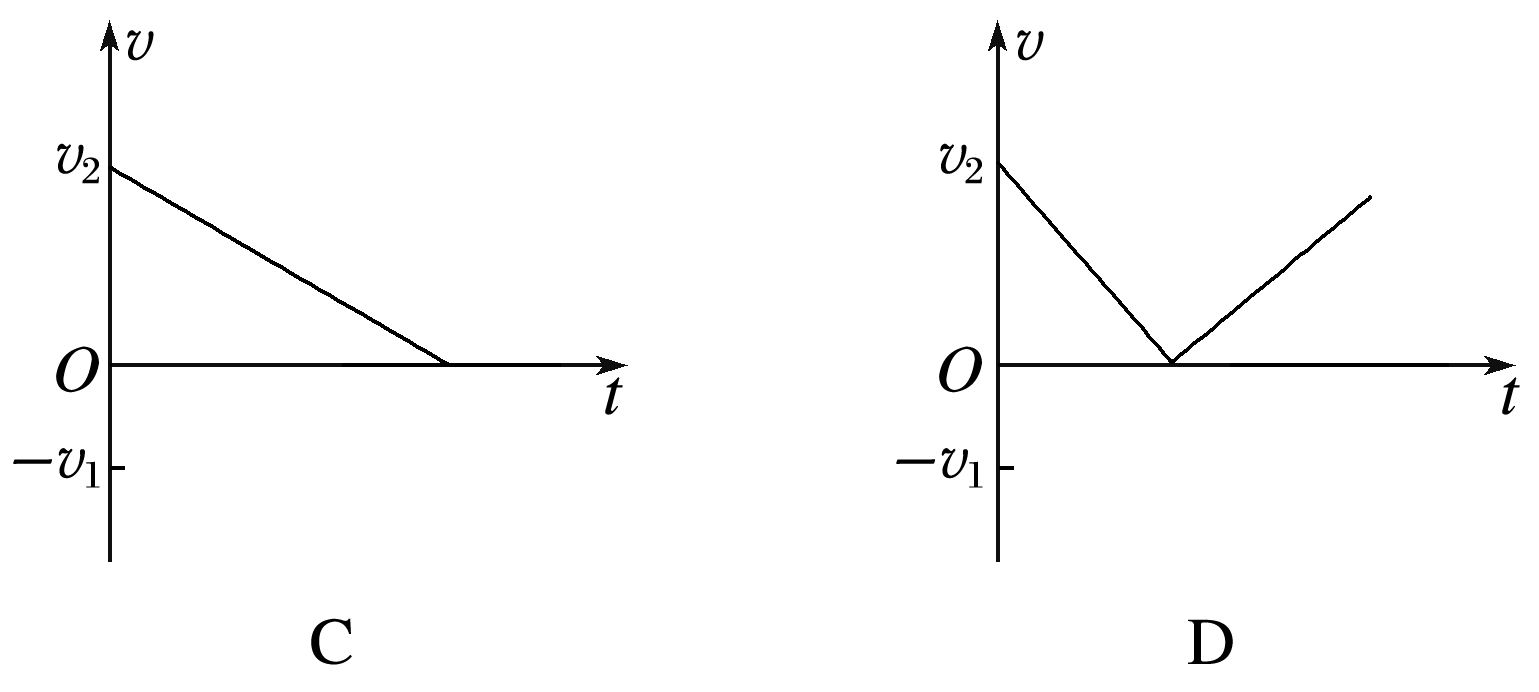 v v
v₂ v₂
O O
t t
−v₁ −v₁
C D